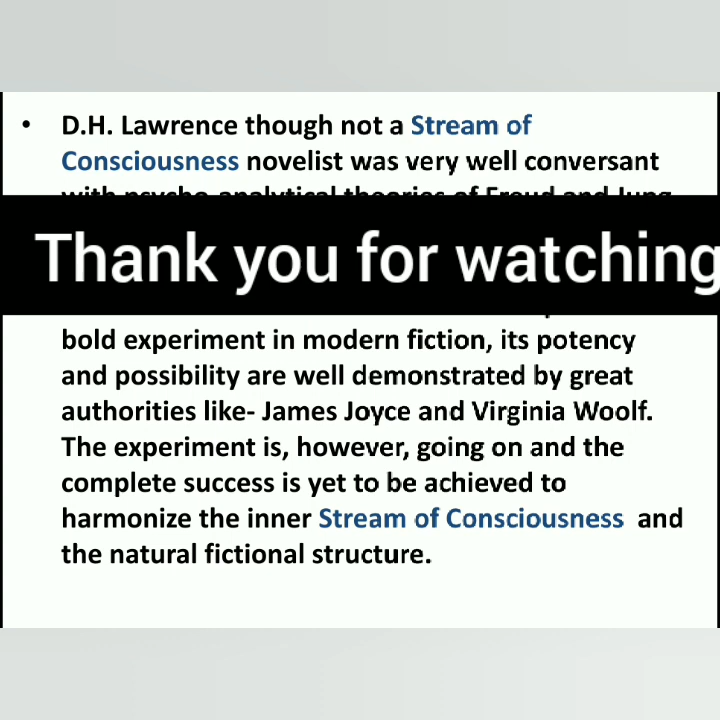 • D.H. Lawrence though not a Stream of
Consciousness novelist was very well conversant
with psycho-analytical theories of Freud and Jung
Thank you for watching
bold experiment in modern fiction, its potency
and possibility are well demonstrated by great
authorities like- James Joyce and Virginia Woolf.
The experiment is, however, going on and the
complete success is yet to be achieved to
harmonize the inner Stream of Consciousness and
the natural fictional structure.